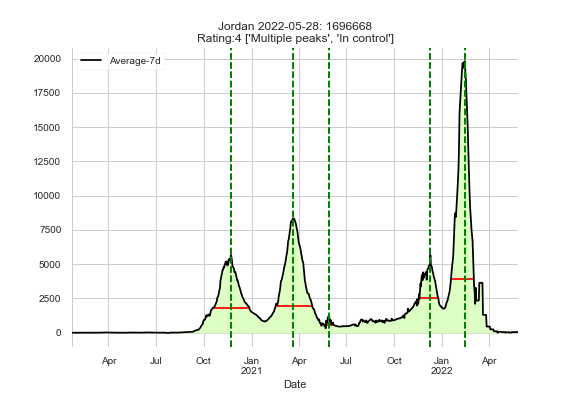 Jordan 2022-05-28: 1696668
Rating:4 ['Multiple peaks', 'In control']
Average-7d
20000
17500
15000
12500
10000
7500
5000
2500
0
Apr Jul Oct Jan Apr Jul Oct Jan Apr
2021 2022
Date